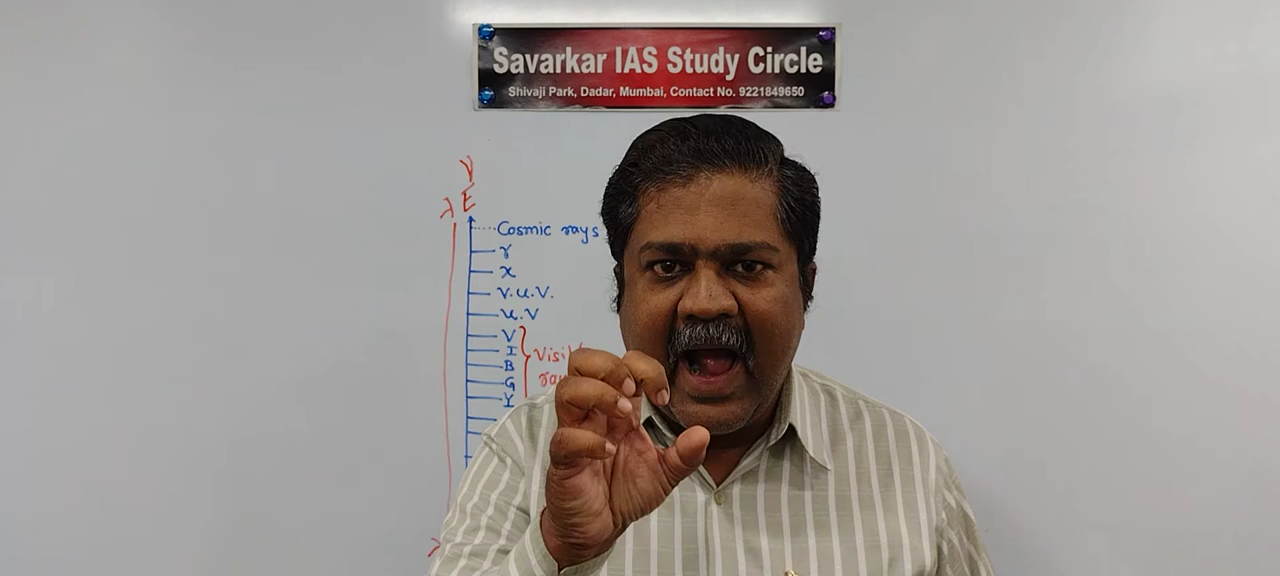 Savarkar IAS Study Circle
Shivaji Park, Dadar, Mumbai, Contact No. 9221849650
ν
λ E
Cosmic rays
γ
x
V.U.V.
U.V
V
I
B
G
Y
λ